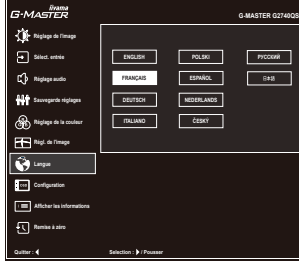 iiyama
G-MASTER
G-MASTER G2740QS
Réglage de l'image
Sélect. entrée
Réglage audio
Sauvegarde réglages
Réglage de la couleur
Régl. de l'image
Langue
Configuration
Afficher les informations
Remise à zéro
ENGLISH
POLSKI
РУССКИЙ
FRANÇAIS
ESPAÑOL
日本語
DEUTSCH
NEDERLANDS
ITALIANO
ČESKÝ
Quitter :
Sélection : / Pousser